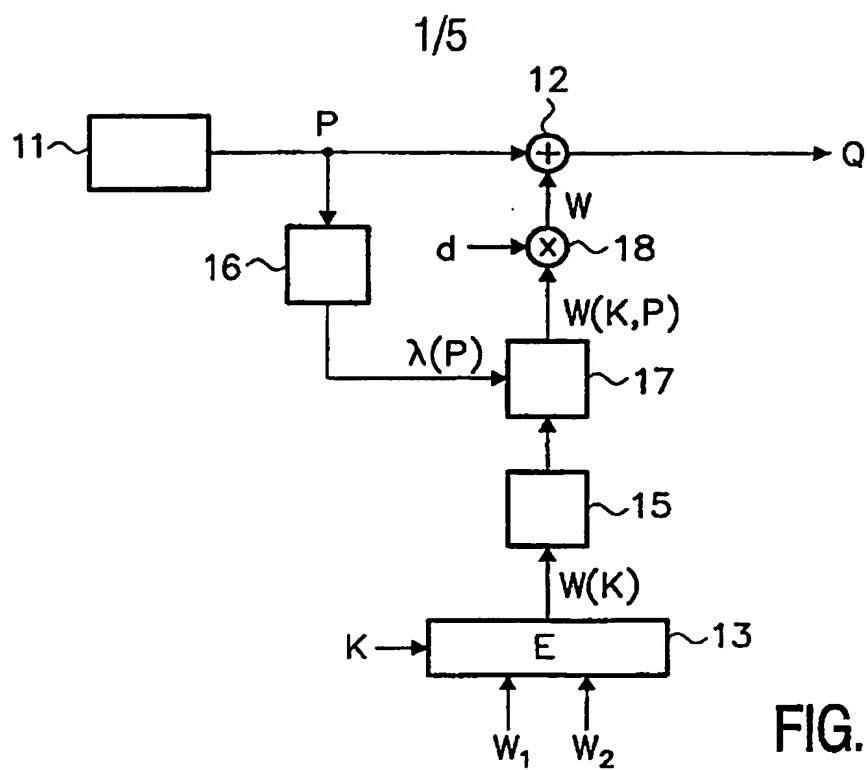 1/5
12
11
P
+
Q
W
16
d
×
18
W(K,P)
λ(P)
17
15
W(K)
13
K
E
W₁
W₂
FIG.